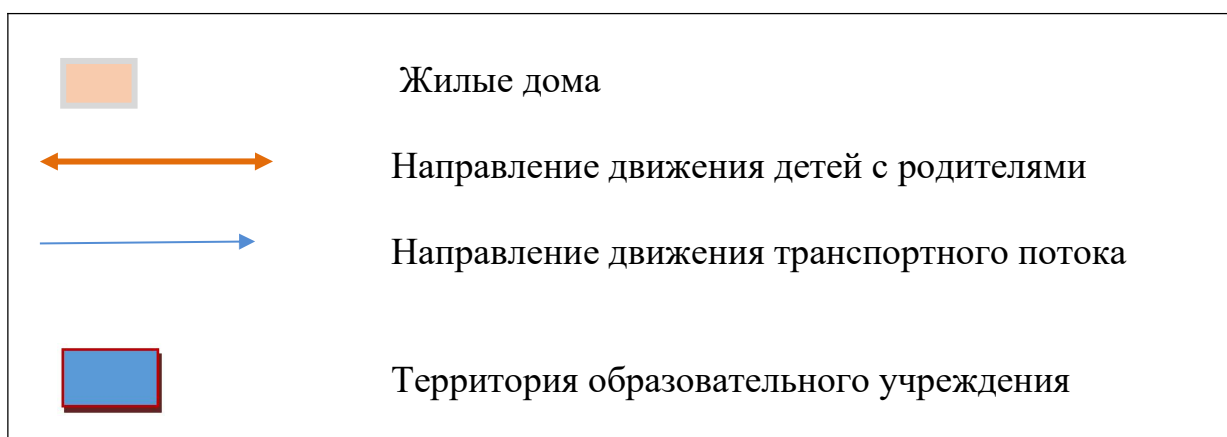 Жилые дома
Направление движения детей с родителями
Направление движения транспортного потока
Территория образовательного учреждения